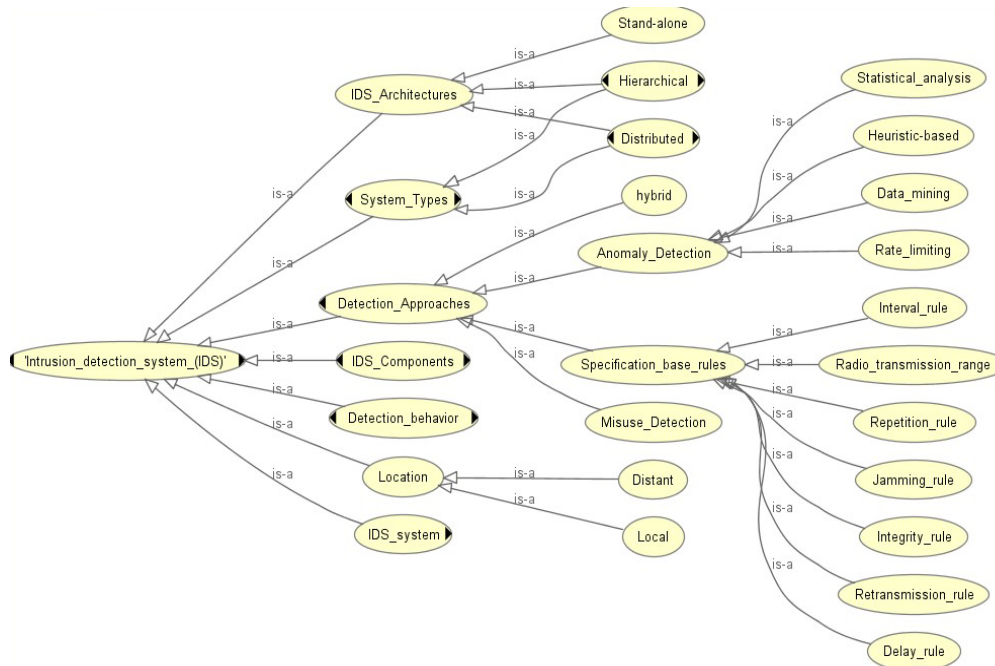 Stand-alone
is-a
IDS_Architectures
is-a
Hierarchical
is-a
is-a
Distributed
is-a
System_Types
is-a
is-a
hybrid
is-a
Anomaly_Detection
is-a
is-a
Detection_Approaches
is-a
is-a
'Intrusion_detection_system_(IDS)'
is-a
IDS_Components
is-a
Detection_behavior
is-a
Location
is-a
Distant
is-a
Local
is-a
IDS_system
Specification_base_rules
is-a
Misuse_Detection
Statistical_analysis
is-a
Heuristic-based
is-a
Data_mining
is-a
Rate_limiting
is-a
Interval_rule
is-a
Radio_transmission_range
is-a
Repetition_rule
is-a
Jamming_rule
is-a
Integrity_rule
is-a
Retransmission_rule
is-a
Delay_rule